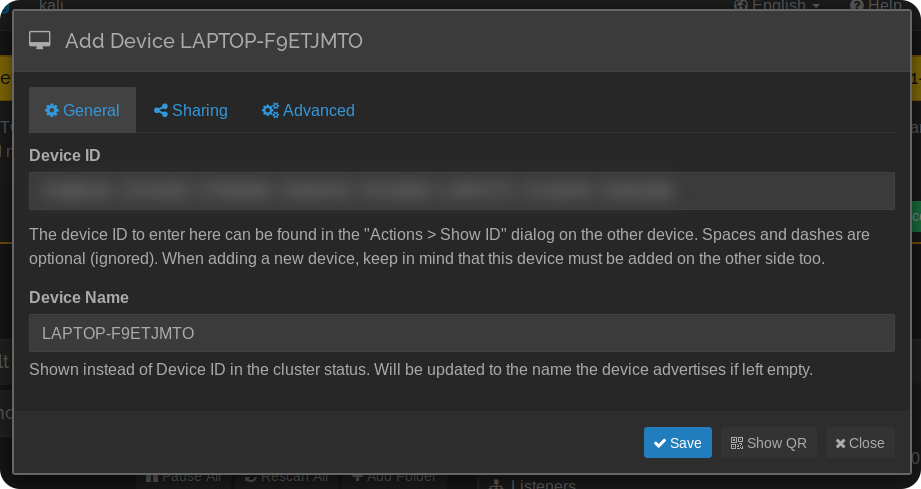 kali
English
Help
Add Device LAPTOP-F9ETJMTO
General
Sharing
Advanced
Device ID
The device ID to enter here can be found in the "Actions > Show ID" dialog on the other device. Spaces and dashes are
optional (ignored). When adding a new device, keep in mind that this device must be added on the other side too.
Device Name
LAPTOP-F9ETJMTO
Shown instead of Device ID in the cluster status. Will be updated to the name the device advertises if left empty.
Save
Show QR
Close
Pause All
Rescan All
Add Folder
Listeners